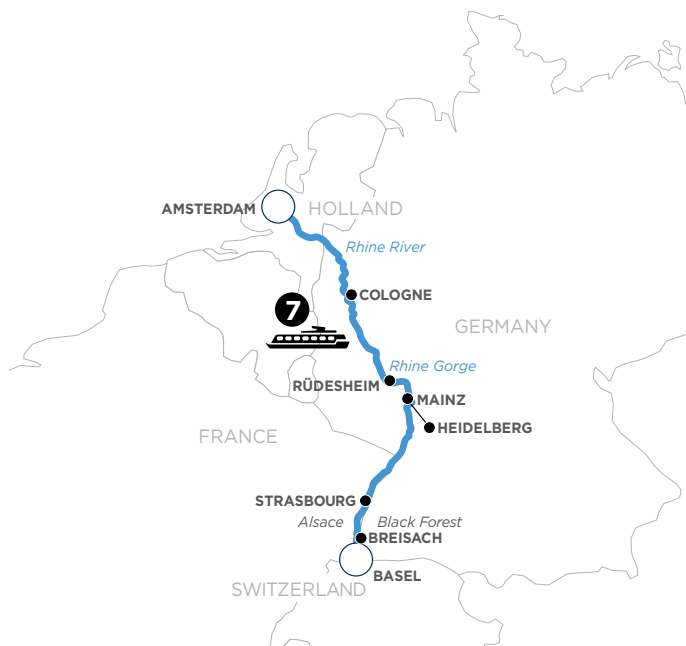 AMSTERDAM
HOLLAND
Rhine River
COLOGNE
7
GERMANY
Rhine Gorge
RÜDESHEIM
MAINZ
HEIDELBERG
FRANCE
STRASBOURG
Alsace
Black Forest
BREISACH
BASEL
SWITZERLAND